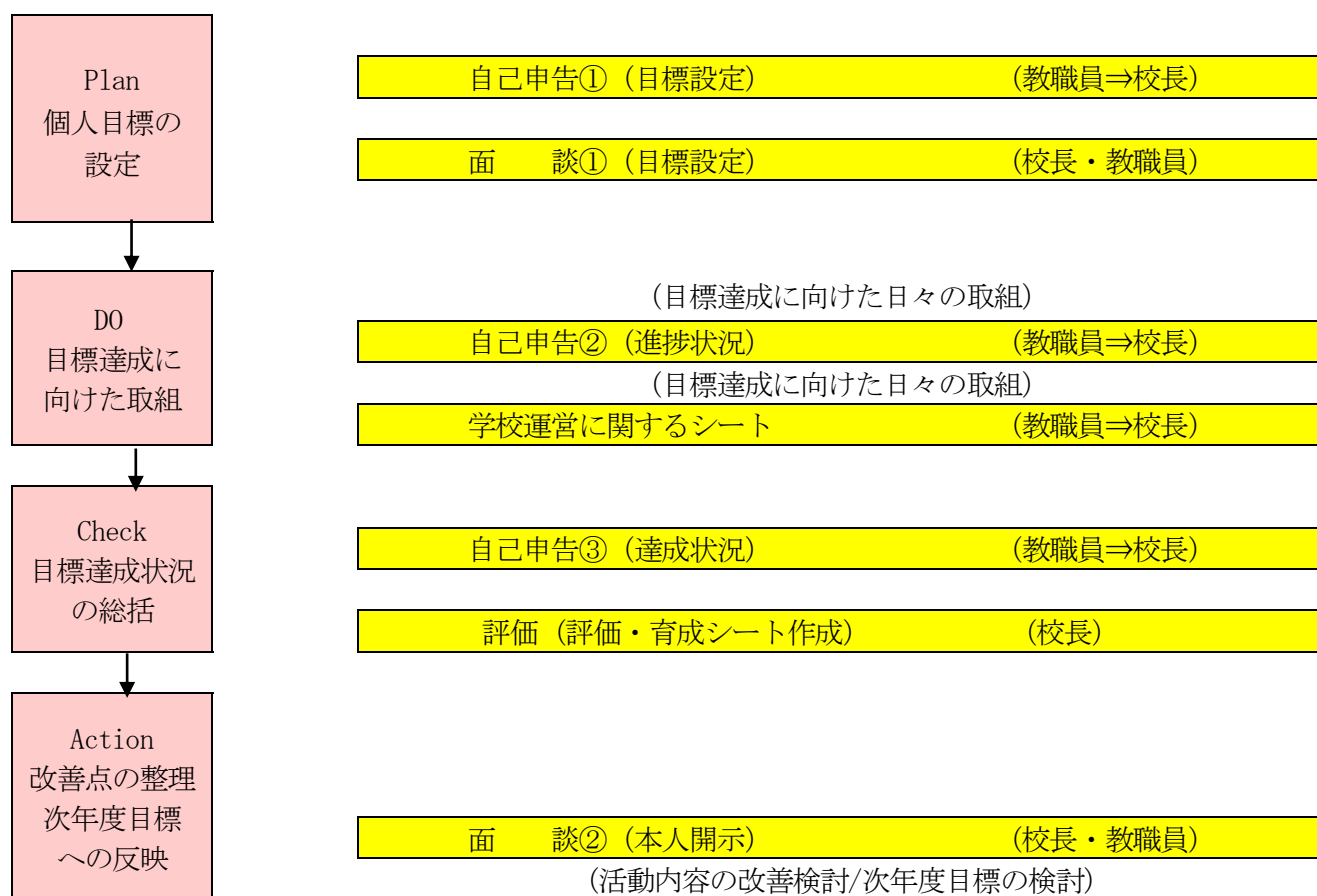 Plan
個人目標の
設定
自己申告①（目標設定） （教職員⇒校長）
面　　談①（目標設定） （校長・教職員）
DO
目標達成に
向けた取組
（目標達成に向けた日々の取組）
自己申告②（進捗状況） （教職員⇒校長）
（目標達成に向けた日々の取組）
学校運営に関するシート （教職員⇒校長）
Check
目標達成状況
の総括
自己申告③（達成状況） （教職員⇒校長）
評価（評価・育成シート作成） （校長）
Action
改善点の整理
次年度目標
への反映
面　　談②（本人開示） （校長・教職員）
（活動内容の改善検討/次年度目標の検討）